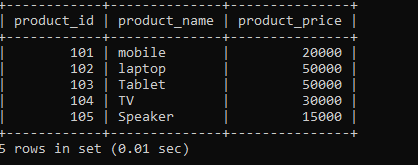 +------------+--------------+---------------+
| product_id | product_name | product_price |
+------------+--------------+---------------+
|        101 | mobile       |         20000 |
|        102 | laptop       |         50000 |
|        103 | Tablet       |         50000 |
|        104 | TV           |         30000 |
|        105 | Speaker      |         15000 |
+------------+--------------+---------------+
5 rows in set (0.01 sec)